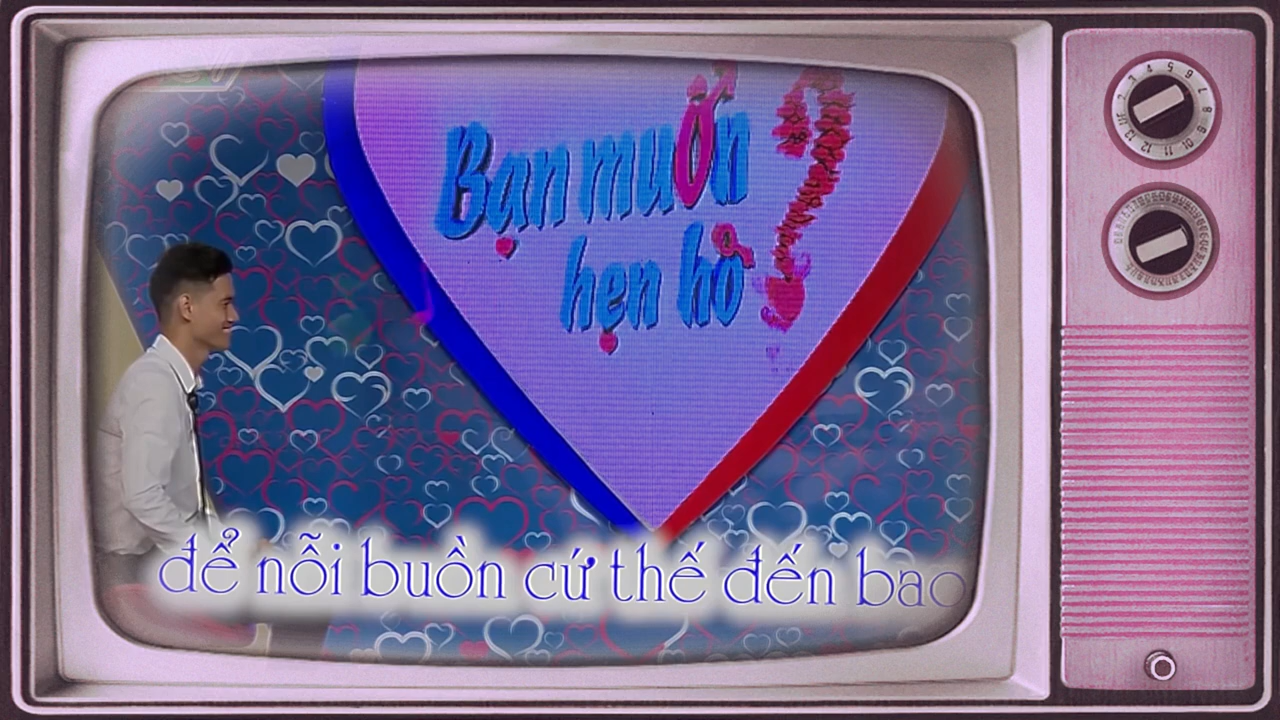 Bạn muốn
hẹn hò
?
để nỗi buồn cứ thế đến bao